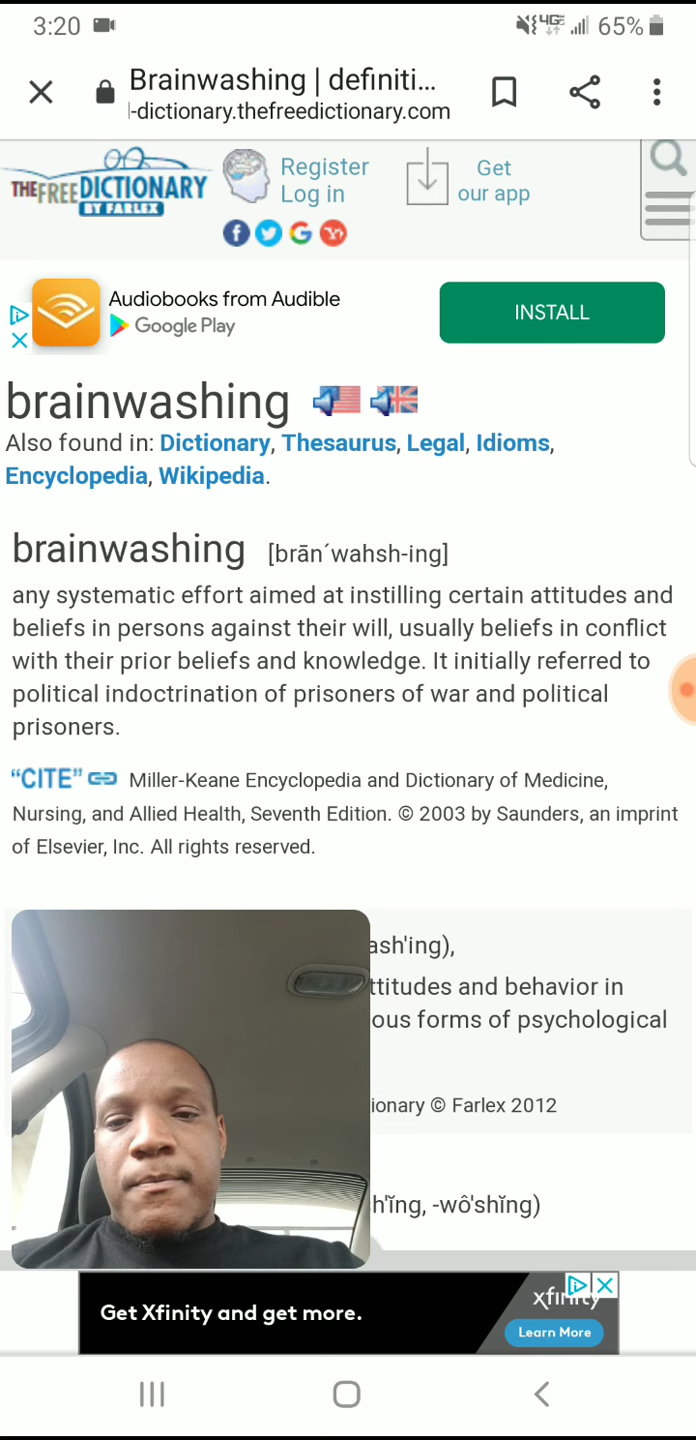 3:20
4GE 65%
Brainwashing | definiti...
l-dictionary.thefreedictionary.com
THE FREE DICTIONARY
BY FARLEX
Register
Log in
Get
our app
Audiobooks from Audible
Google Play
INSTALL
brainwashing
Also found in: Dictionary, Thesaurus, Legal, Idioms,
Encyclopedia, Wikipedia.
brainwashing [brān´wahsh-ing]
any systematic effort aimed at instilling certain attitudes and
beliefs in persons against their will, usually beliefs in conflict
with their prior beliefs and knowledge. It initially referred to
political indoctrination of prisoners of war and political
prisoners.
“CITE” Miller-Keane Encyclopedia and Dictionary of Medicine,
Nursing, and Allied Health, Seventh Edition. © 2003 by Saunders, an imprint
of Elsevier, Inc. All rights reserved.
ash'ing),
ttitudes and behavior in
ous forms of psychological
ionary © Farlex 2012
h'ĭng, -wô'shĭng)
Get Xfinity and get more.
xfinity
Learn More